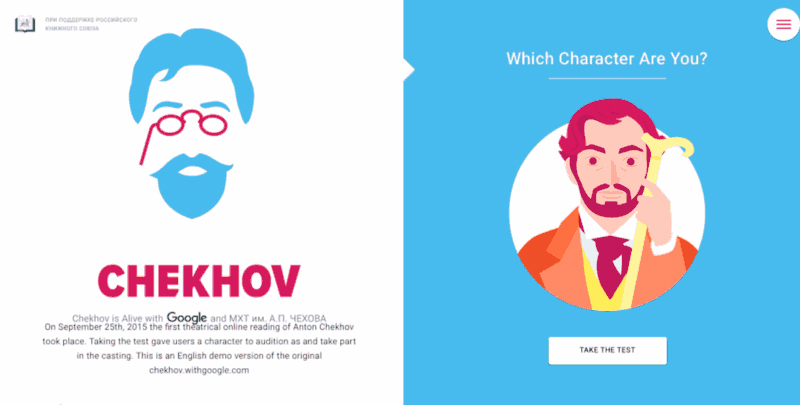 ПРИ ПОДДЕРЖКЕ РОССИЙСКОГО
КНИЖНОГО СОЮЗА
CHEKHOV
Chekhov is Alive with Google and МХТ им. А.П. ЧЕХОВА
On September 25th, 2015 the first theatrical online reading of Anton Chekhov
took place. Taking the test gave users a character to audition as and take part
in the casting. This is an English demo version of the original
chekhov.withgoogle.com
Which Character Are You?
TAKE THE TEST